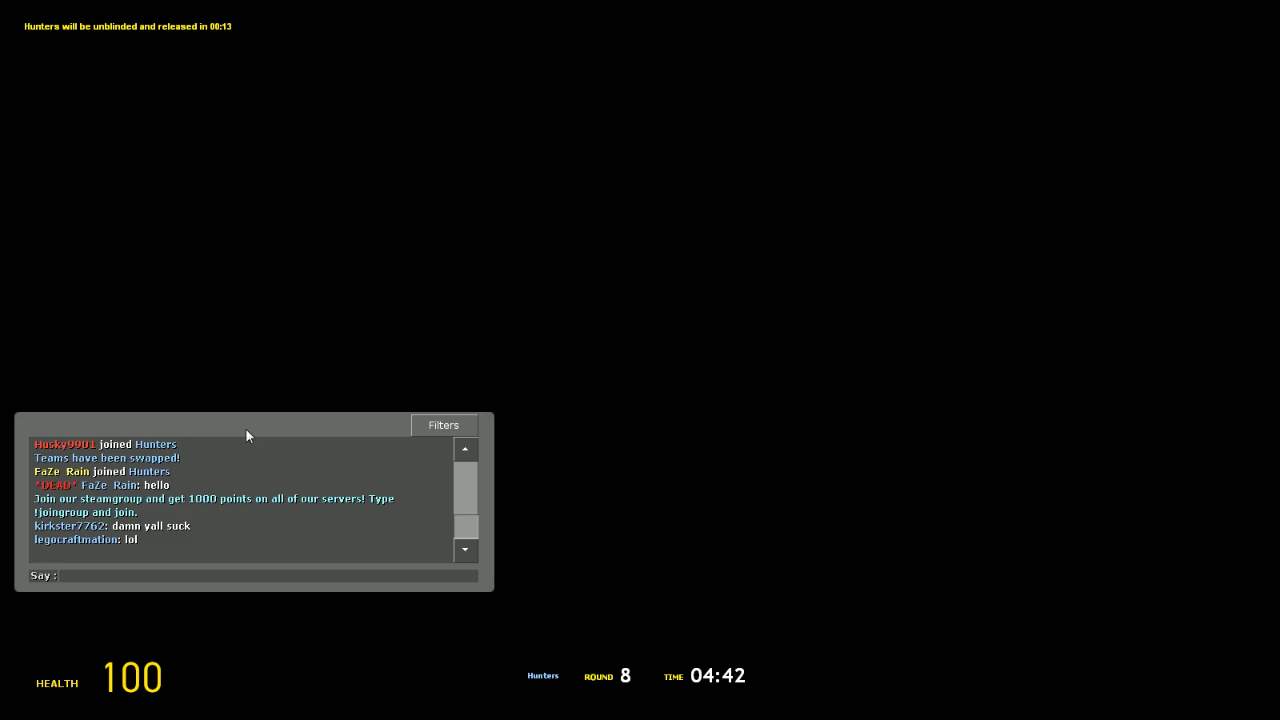 Hunters will be unblinded and released in 00:13
Filters
Husky9901 joined Hunters
Teams have been swapped!
FaZe Rain joined Hunters
*DEAD* FaZe Rain: hello
Join our steamgroup and get 1000 points on all of our servers! Type
!joingroup and join.
kirkster7762: damn yall suck
legocraftmation: lol
Say :
HEALTH 100
Hunters ROUND 8 TIME 04:42